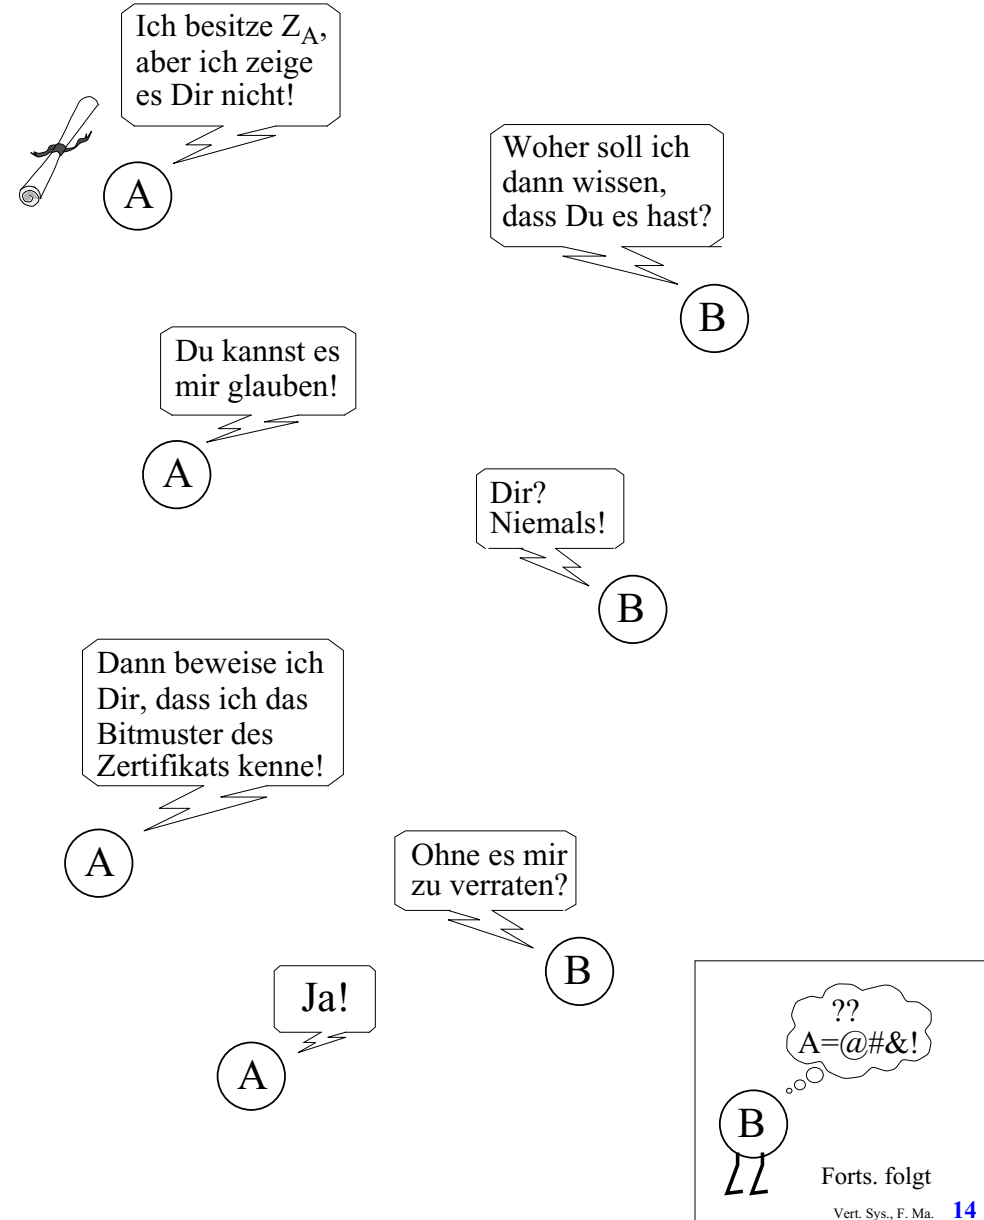 Ich besitze Z_A,
aber ich zeige
es Dir nicht!
A
Woher soll ich
dann wissen,
dass Du es hast?
B
Du kannst es
mir glauben!
A
Dir?
Niemals!
B
Dann beweise ich
Dir, dass ich das
Bitmuster des
Zertifikats kenne!
A
Ohne es mir
zu verraten?
B
Ja!
A
??
A=@#&!
B
Forts. folgt
Vert. Sys., F. Ma. 14